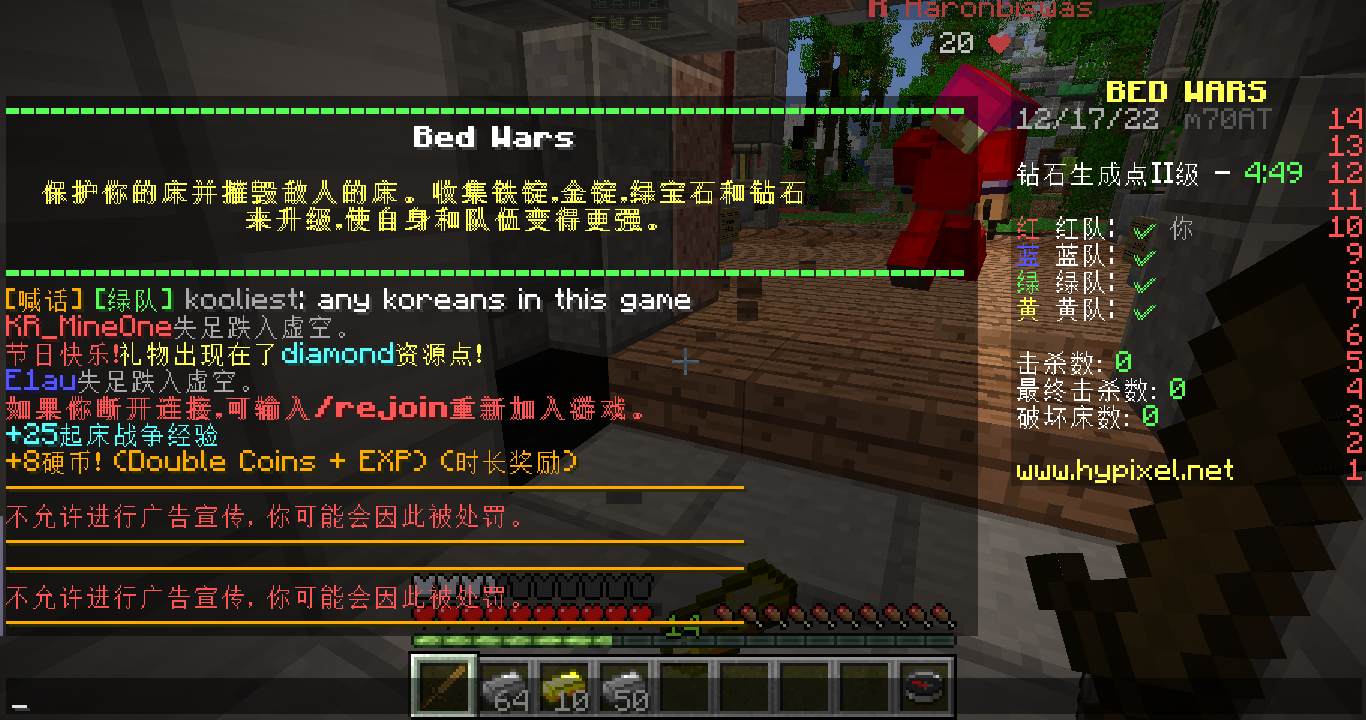 右键点击
R Haronbiswas
20
Bed Wars
保护你的床并摧毁敌人的床。收集铁锭,金锭,绿宝石和钻石
来升级,使自身和队伍变得更强。
[喊话] [绿队] kooliest: any koreans in this game
KR_MineOne失足跌入虚空。
节日快乐!礼物出现在了diamond资源点!
E1au失足跌入虚空。
如果你断开连接,可输入/rejoin重新加入游戏。
+25起床战争经验
+8硬币! (Double Coins + EXP) (时长奖励)
不允许进行广告宣传, 你可能会因此被处罚。
不允许进行广告宣传, 你可能会因此被处罚。
14
64
10
50
_
BED WARS
12/17/22 m70AT 14
13
钻石生成点II级 - 4:49 12
11
红 红队: ✓ 你 10
蓝 蓝队: ✓ 9
绿 绿队: ✓ 8
黄 黄队: ✓ 7
6
击杀数: 0 5
最终击杀数: 0 4
破坏床数: 0 3
2
www.hypixel.net 1